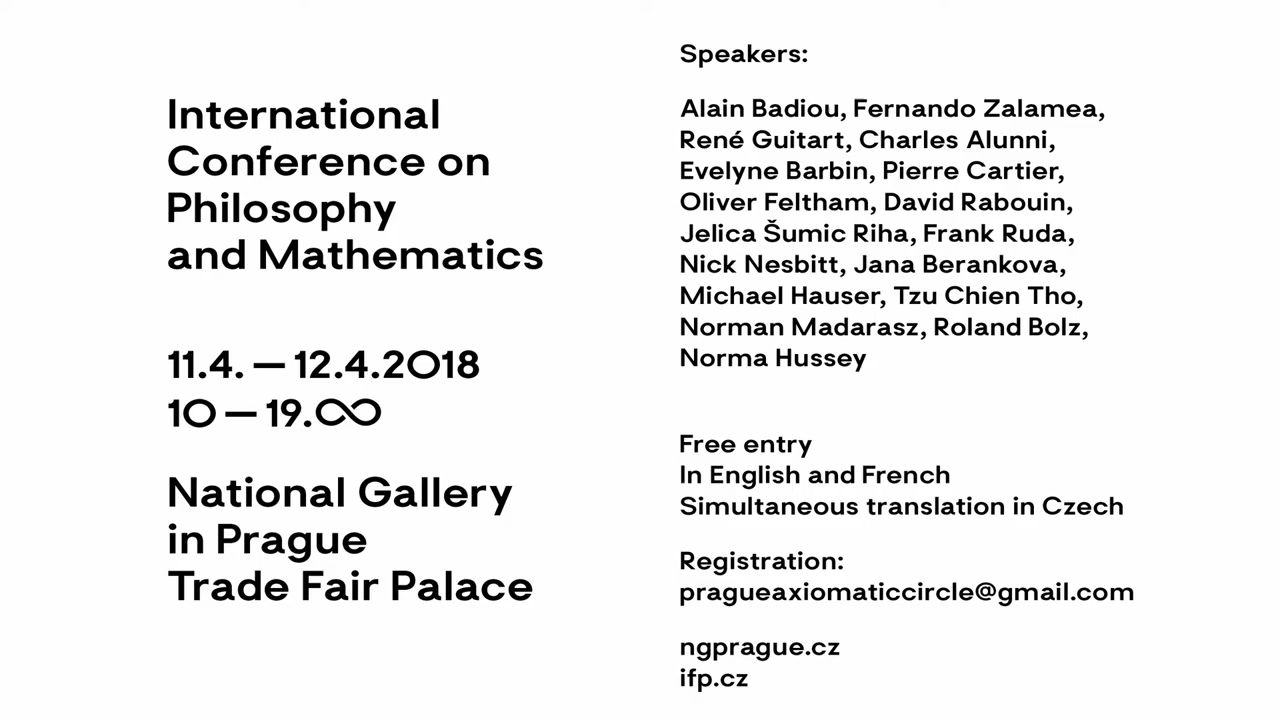 International
Conference on
Philosophy
and Mathematics
11.4. — 12.4.2018
10 — 19.∞
National Gallery
in Prague
Trade Fair Palace
Speakers:
Alain Badiou, Fernando Zalamea,
René Guitart, Charles Alunni,
Evelyne Barbin, Pierre Cartier,
Oliver Feltham, David Rabouin,
Jelica Šumic Riha, Frank Ruda,
Nick Nesbitt, Jana Berankova,
Michael Hauser, Tzu Chien Tho,
Norman Madarasz, Roland Bolz,
Norma Hussey
Free entry
In English and French
Simultaneous translation in Czech
Registration:
pragueaxiomaticcircle@gmail.com
ngprague.cz
ifp.cz